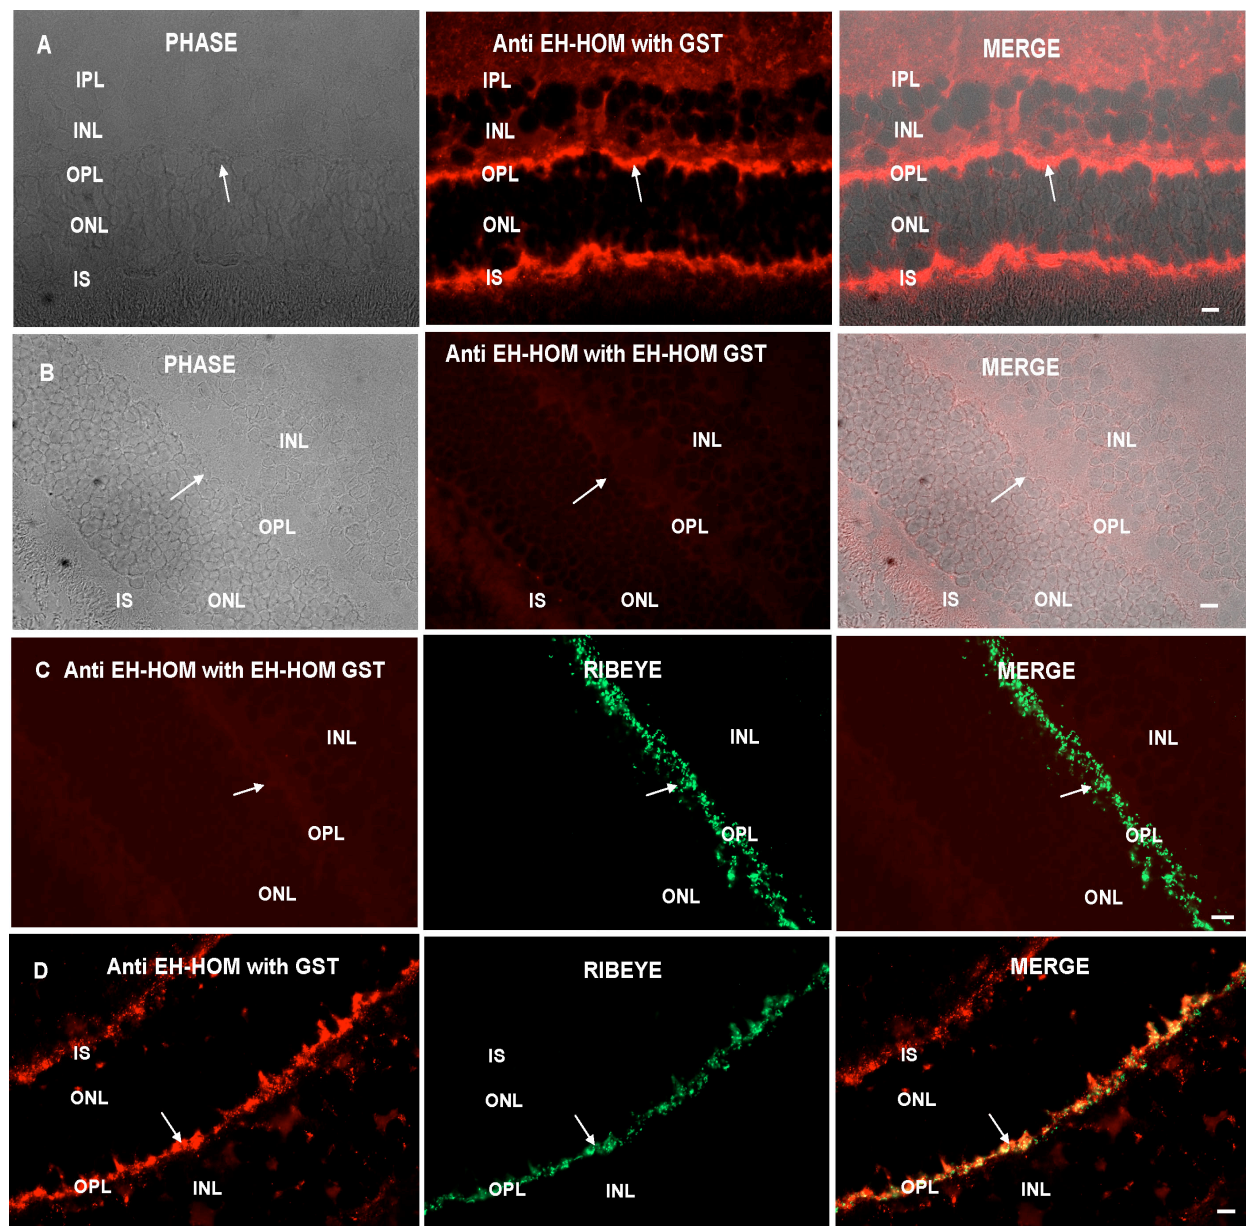 A PHASE
IPL
INL
OPL
ONL
IS
Anti EH-HOM with GST
IPL
INL
OPL
ONL
IS
MERGE
IPL
INL
OPL
ONL
IS
B PHASE
INL
OPL
IS ONL
Anti EH-HOM with EH-HOM GST
INL
OPL
IS ONL
MERGE
INL
OPL
IS ONL
C Anti EH-HOM with EH-HOM GST
INL
OPL
ONL
RIBEYE
INL
OPL
ONL
MERGE
INL
OPL
ONL
D Anti EH-HOM with GST
IS
ONL
OPL INL
RIBEYE
IS
ONL
OPL INL
MERGE
IS
ONL
OPL INL